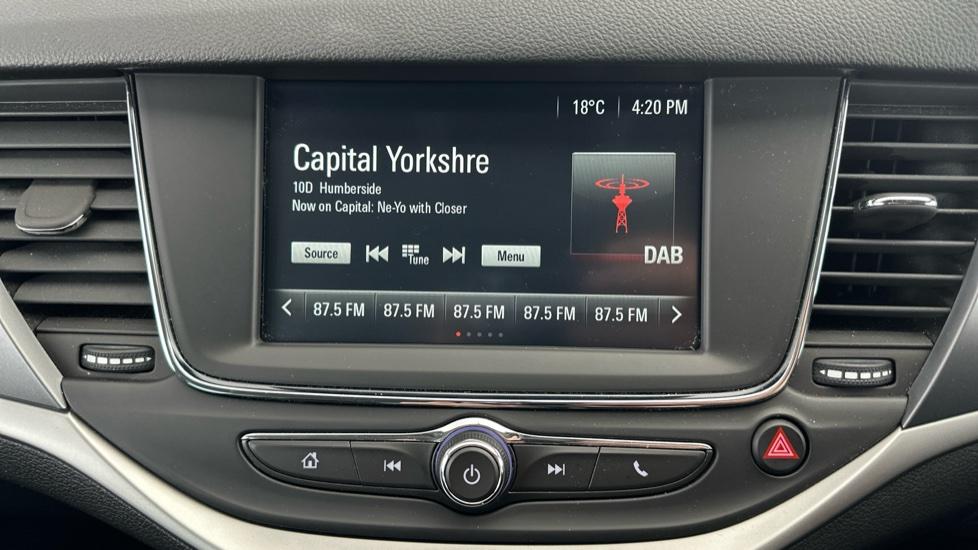 18°C 4:20 PM
Capital Yorkshre
10D Humberside
Now on Capital: Ne-Yo with Closer
Source Tune Menu
DAB
87.5 FM 87.5 FM 87.5 FM 87.5 FM 87.5 FM